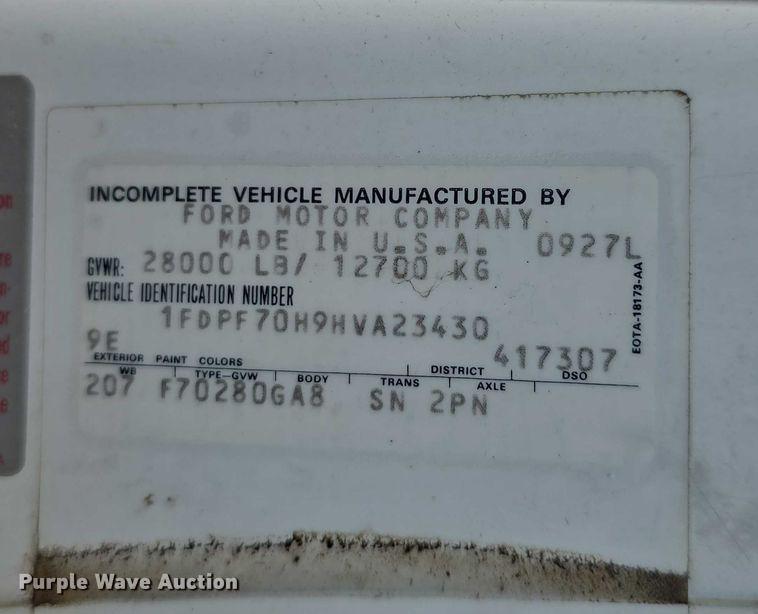 INCOMPLETE VEHICLE MANUFACTURED BY
FORD MOTOR COMPANY
MADE IN U.S.A. 0927L
GVWR: 28000 LB/ 12700 KG
VEHICLE IDENTIFICATION NUMBER
1FDPF70H9HVA23430
9E 417307
EXTERIOR PAINT COLORS DISTRICT DSO
WB TYPE-GVW BODY TRANS AXLE
207 F70280GA8 SN 2PN
EOTA-18173-AA
Purple Wave Auction